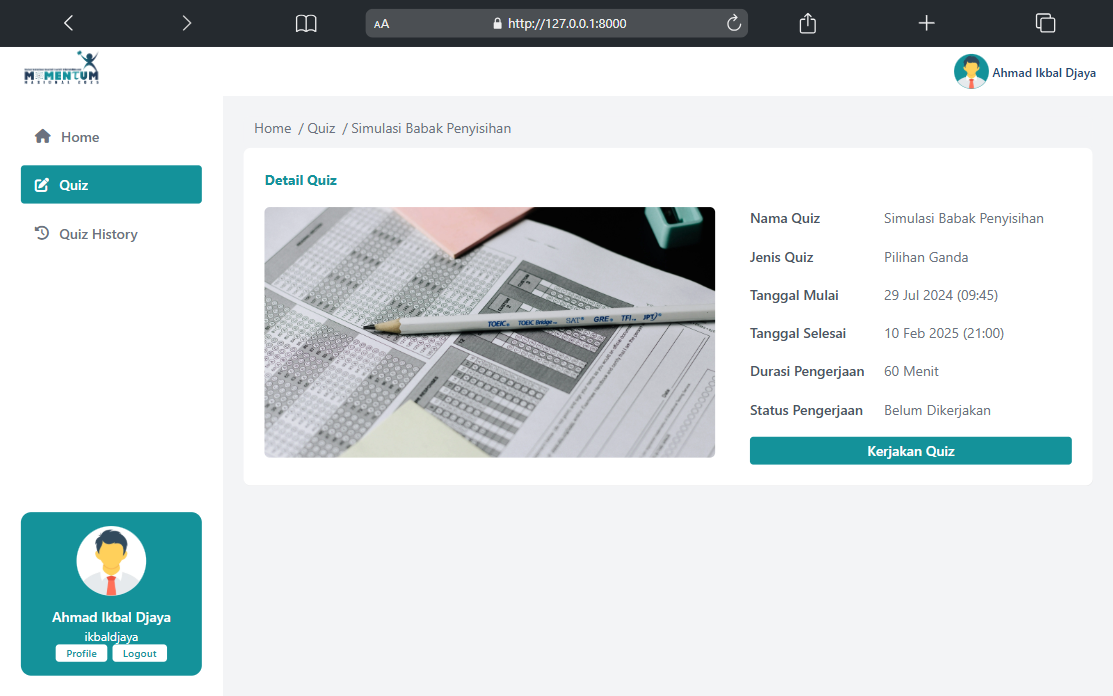 AA
http://127.0.0.1:8000
MOMENTUM
Ahmad Ikbal Djaya
Home
Quiz
Quiz History
Home / Quiz / Simulasi Babak Penyisihan
Detail Quiz
TOEIC. TOEIC Bridge SAT GRE TFI
Nama Quiz Simulasi Babak Penyisihan
Jenis Quiz Pilihan Ganda
Tanggal Mulai 29 Jul 2024 (09:45)
Tanggal Selesai 10 Feb 2025 (21:00)
Durasi Pengerjaan 60 Menit
Status Pengerjaan Belum Dikerjakan
Kerjakan Quiz
Ahmad Ikbal Djaya
ikbaldjaya
Profile Logout